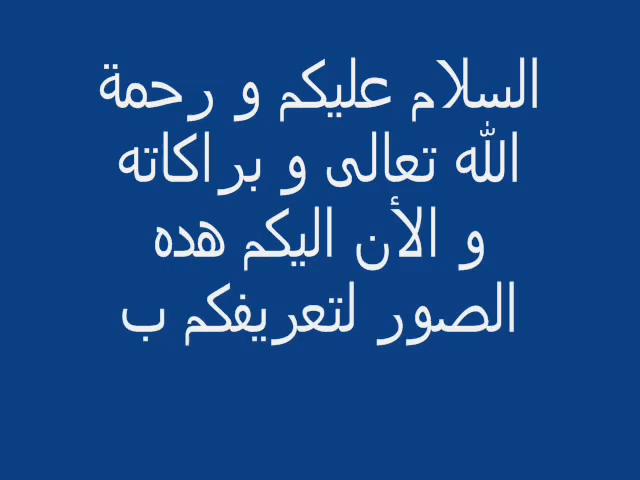 السلام عليكم و رحمة
الله تعالى و براكاته
و الأن اليكم هده
الصور لتعريفكم ب